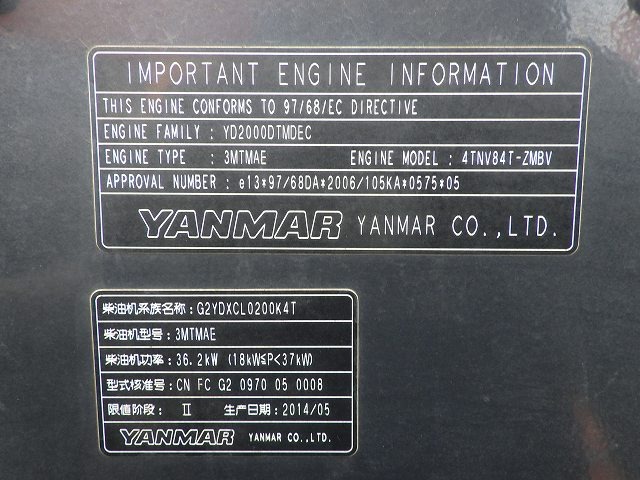 IMPORTANT ENGINE INFORMATION
THIS ENGINE CONFORMS TO 97/68/EC DIRECTIVE
ENGINE FAMILY : YD2000DTMDEC
ENGINE TYPE : 3MTMAE ENGINE MODEL : 4TNV84T-ZMBV
APPROVAL NUMBER : e13*97/68DA*2006/105KA*0575*05
YANMAR YANMAR CO.,LTD.
柴油机系族名称: G2YDXCL0200K4T
柴油机型号: 3MTMAE
柴油机功率: 36.2kW (18kW≦P<37kW)
型式核准号: CN FC G2 0970 05 0008
限值阶段: Ⅱ 生产日期: 2014/05
YANMAR YANMAR CO.,LTD.